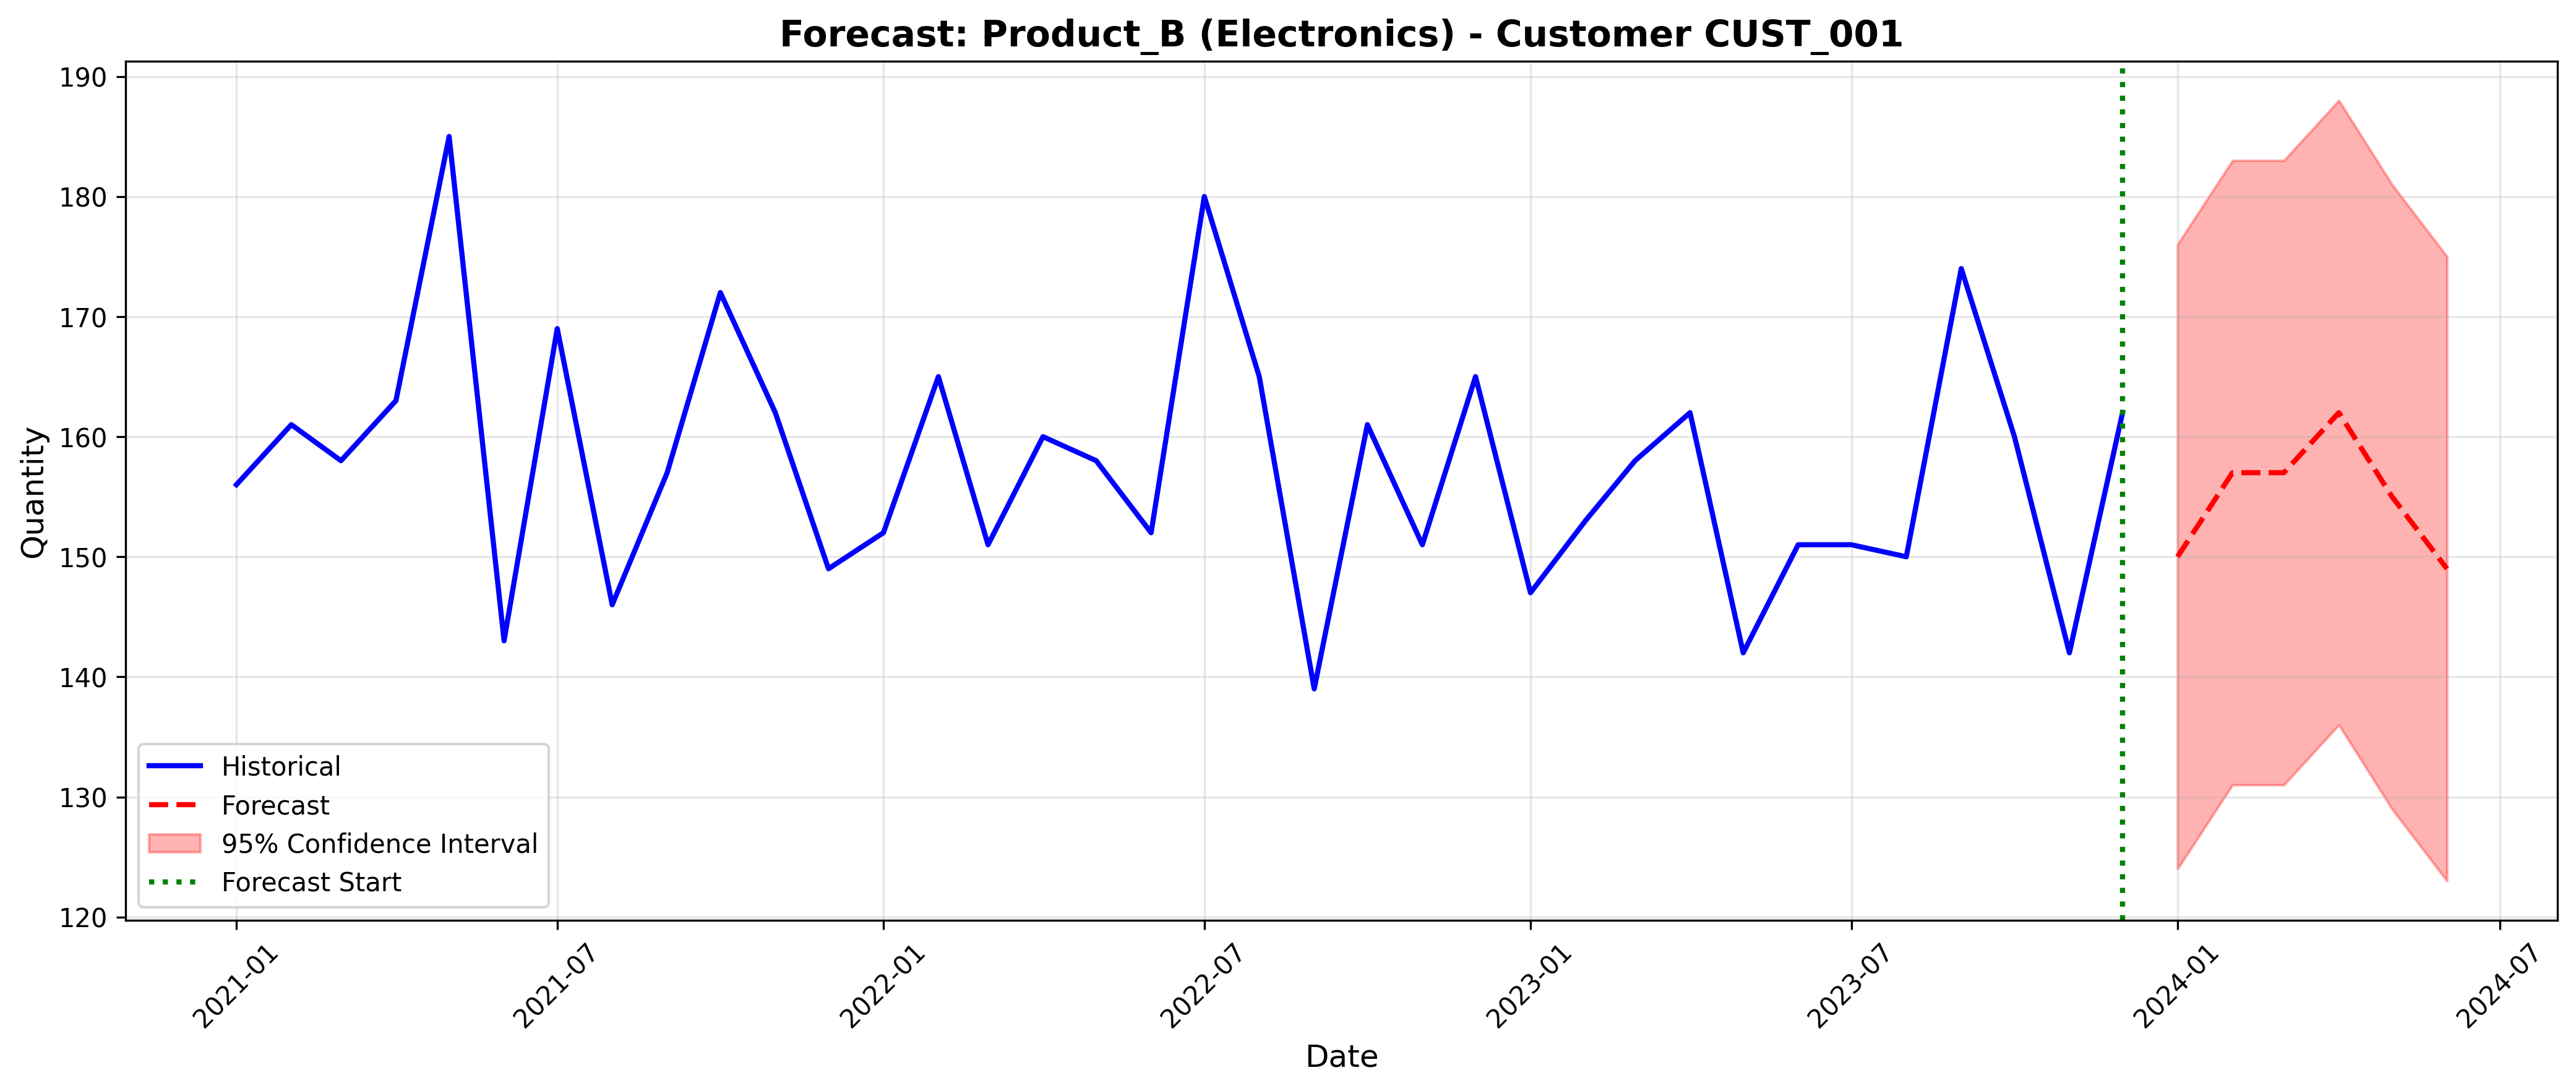 Forecast: Product_B (Electronics) - Customer CUST_001
190
180
170
160
150
140
130
120
Quantity
Historical
Forecast
95% Confidence Interval
Forecast Start
2021-01
2021-07
2022-01
2022-07
2023-01
2023-07
2024-01
2024-07
Date